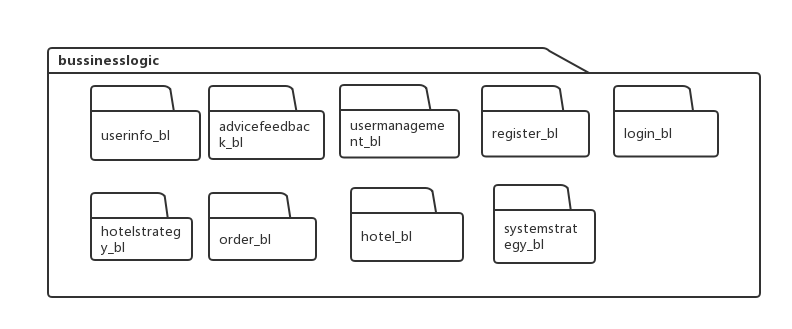 bussinesslogic
userinfo_bl
advicefeedbac
k_bl
usermanageme
nt_bl
register_bl
login_bl
hotelstrateg
y_bl
order_bl
hotel_bl
systemstrat
egy_bl